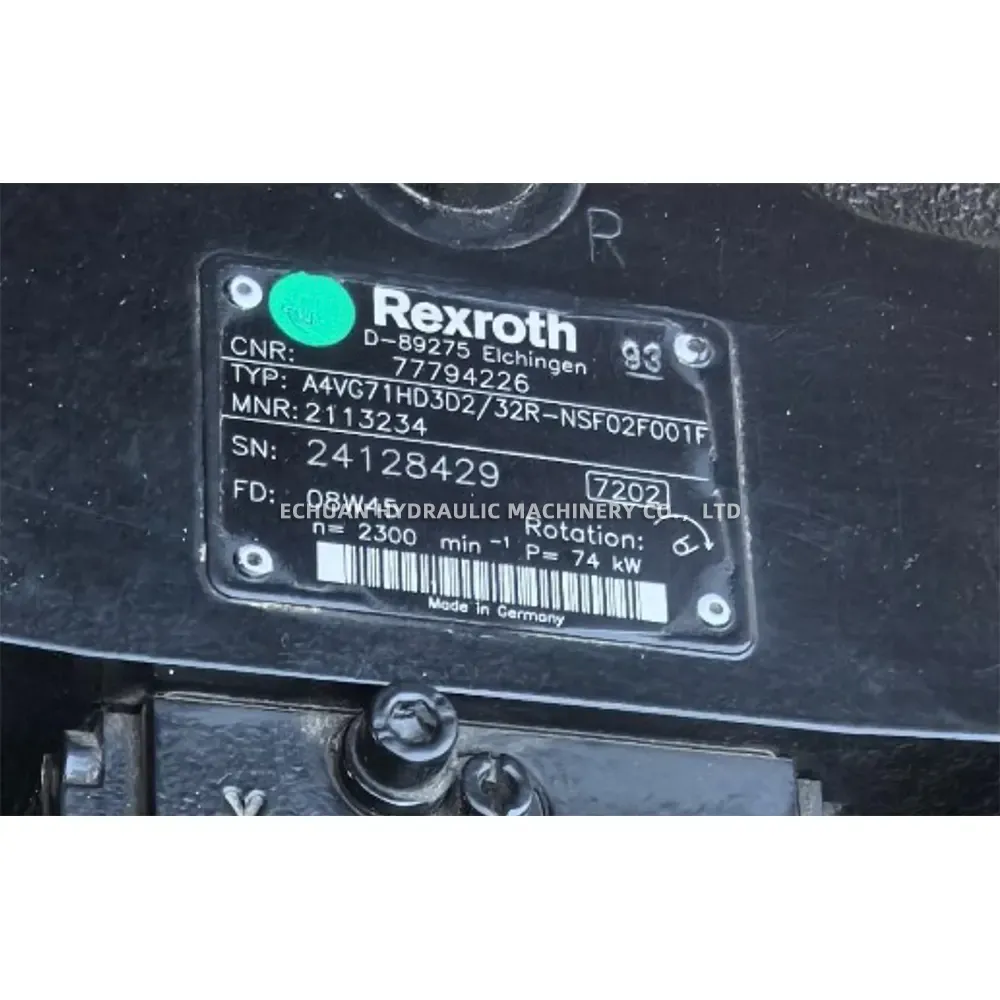 R
Rexroth
D-89275 Elchingen
93
CNR: 77794226
TYP: A4VG71HD3D2/32R-NSF02F001F
MNR: 2113234
SN: 24128429
7202
FD: 08W45
ECHUAN HYDRAULIC MACHINERY CO., LTD
Rotation:
n= 2300 min -1 P= 74 kW
Made in Germany